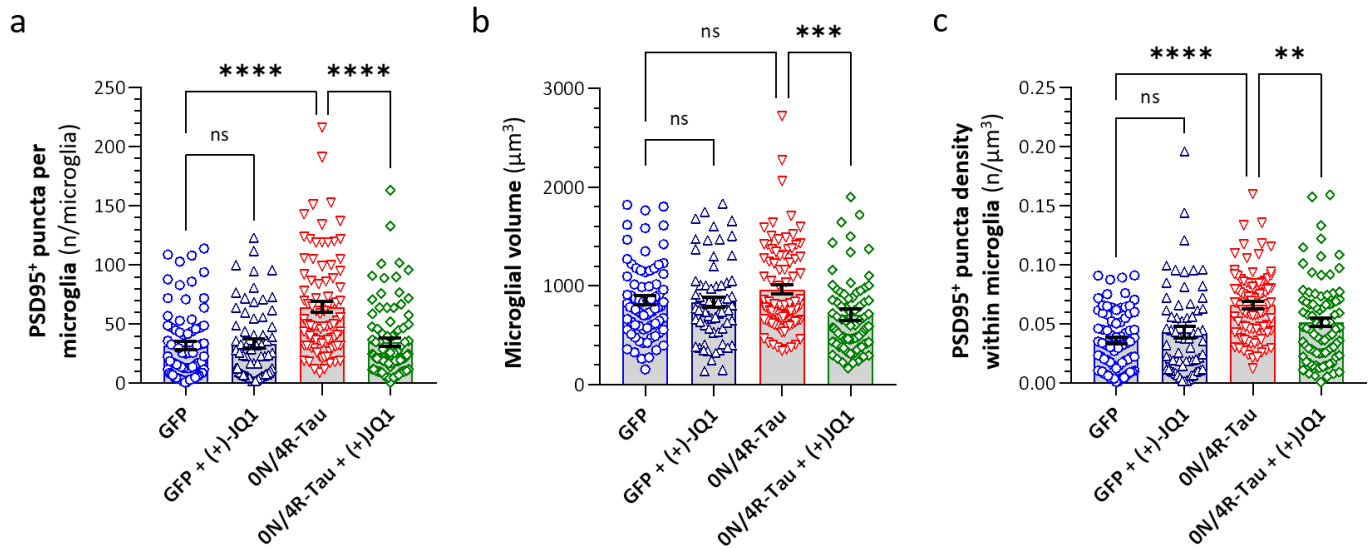 a
**** ****
ns
PSD95⁺ puncta per
microglia (n/microglia)
250
200
150
100
50
0
GFP
GFP + (+)-JQ1
0N/4R-Tau
0N/4R-Tau + (+)JQ1
b
ns ***
ns
Microglial volume (µm³)
3000
2000
1000
0
GFP
GFP + (+)-JQ1
0N/4R-Tau
0N/4R-Tau + (+)JQ1
c
**** **
ns
PSD95⁺ puncta density
within microglia (n/µm³)
0.25
0.20
0.15
0.10
0.05
0.00
GFP
GFP + (+)-JQ1
0N/4R-Tau
0N/4R-Tau + (+)JQ1